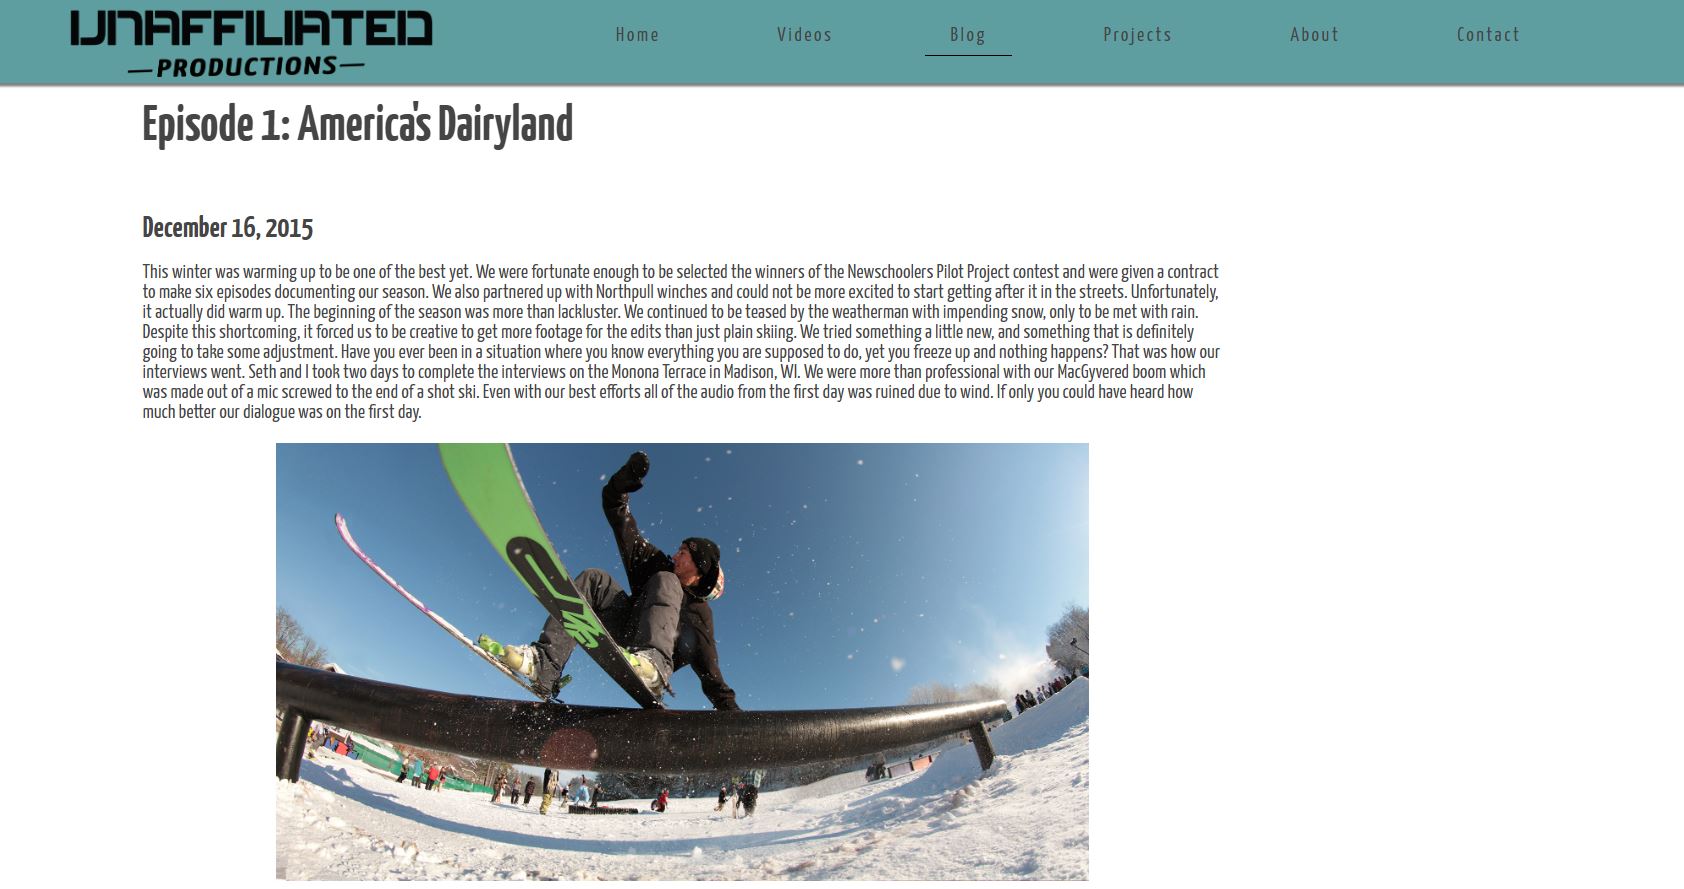 UNAFFILIATED
—PRODUCTIONS—
Home Videos Blog Projects About Contact
Episode 1: America's Dairyland
December 16, 2015
This winter was warming up to be one of the best yet. We were fortunate enough to be selected the winners of the Newschoolers Pilot Project contest and were given a contract
to make six episodes documenting our season. We also partnered up with Northpull winches and could not be more excited to start getting after it in the streets. Unfortunately,
it actually did warm up. The beginning of the season was more than lackluster. We continued to be teased by the weatherman with impending snow, only to be met with rain.
Despite this shortcoming, it forced us to be creative to get more footage for the edits than just plain skiing. We tried something a little new, and something that is definitely
going to take some adjustment. Have you ever been in a situation where you know everything you are supposed to do, yet you freeze up and nothing happens? That was how our
interviews went. Seth and I took two days to complete the interviews on the Monona Terrace in Madison, WI. We were more than professional with our MacGyvered boom which
was made out of a mic screwed to the end of a shot ski. Even with our best efforts all of the audio from the first day was ruined due to wind. If only you could have heard how
much better our dialogue was on the first day.